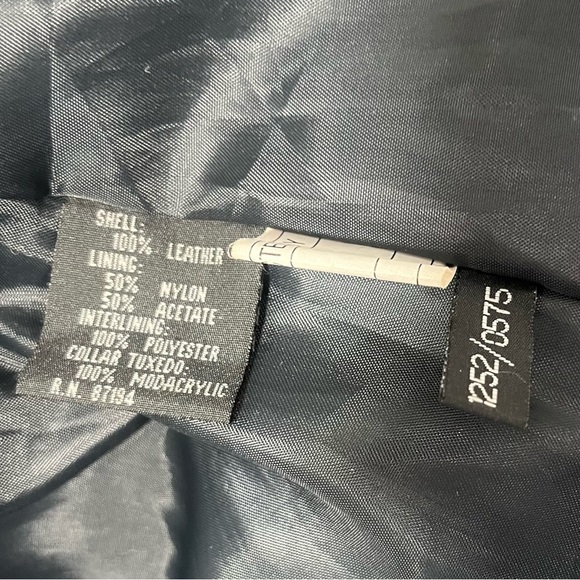 SHELL:
100% LEATHER
LINING:
50% NYLON
50% ACETATE
INTERLINING:
100% POLYESTER
COLLAR TUXEDO:
100% MODACRYLIC
R.N. 87194
1252/0575